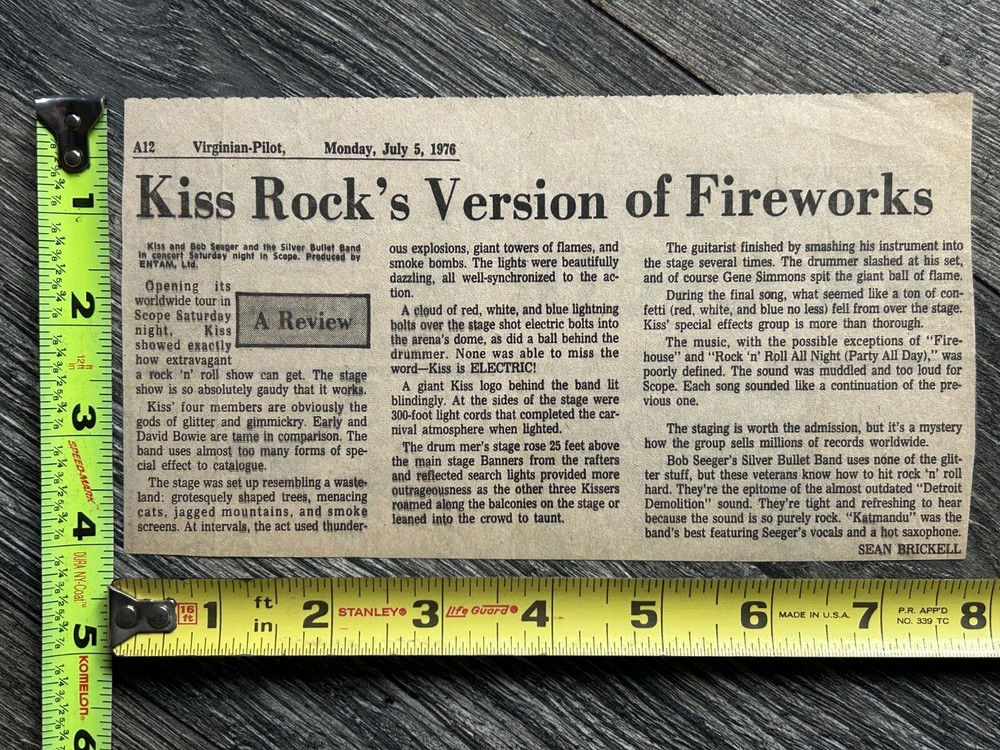 A12 Virginian-Pilot, Monday, July 5, 1976
Kiss Rock's Version of Fireworks
Kiss and Bob Seeger and the Silver Bullet Band
in concert Saturday night in Scope. Produced by
ENTAM, Ltd.
A Review
Opening its
worldwide tour in
Scope Saturday
night, Kiss
showed exactly
how extravagant
a rock 'n' roll show can get. The stage
show is so absolutely gaudy that it works.
Kiss' four members are obviously the
gods of glitter and gimmickry. Early and
David Bowie are tame in comparison. The
band uses almost too many forms of spe-
cial effect to catalogue.
The stage was set up resembling a waste-
land: grotesquely shaped trees, menacing
cats, jagged mountains, and smoke
screens. At intervals, the act used thunder-
ous explosions, giant towers of flames, and
smoke bombs. The lights were beautifully
dazzling, all well-synchronized to the ac-
tion.
A cloud of red, white, and blue lightning
bolts over the stage shot electric bolts into
the arena's dome, as did a ball behind the
drummer. None was able to miss the
word—Kiss is ELECTRIC!
A giant Kiss logo behind the band lit
blindingly. At the sides of the stage were
300-foot light cords that completed the car-
nival atmosphere when lighted.
The drum mer's stage rose 25 feet above
the main stage Banners from the rafters
and reflected search lights provided more
outrageousness as the other three Kissers
roamed along the balconies on the stage or
leaned into the crowd to taunt.
The guitarist finished by smashing his instrument into
the stage several times. The drummer slashed at his set,
and of course Gene Simmons spit the giant ball of flame.
During the final song, what seemed like a ton of con-
fetti (red, white, and blue no less) fell from over the stage.
Kiss' special effects group is more than thorough.
The music, with the possible exceptions of "Fire-
house" and "Rock 'n' Roll All Night (Party All Day)," was
poorly defined. The sound was muddled and too loud for
Scope. Each song sounded like a continuation of the pre-
vious one.
The staging is worth the admission, but it's a mystery
how the group sells millions of records worldwide.
Bob Seeger's Silver Bullet Band uses none of the glit-
ter stuff, but these veterans know how to hit rock 'n' roll
hard. They're the epitome of the almost outdated "Detroit
Demolition" sound. They're tight and refreshing to hear
because the sound is so purely rock. "Katmandu" was the
band's best featuring Seeger's vocals and a hot saxophone.
SEAN BRICKELL
1 2 3 4 5 6
12ft
SPEED MARK
DURA NY-Coat™
KOMELON®
16 ft 1 ft in 2 STANLEY® 3 Life Guard® 4 5 6 MADE IN U.S.A. 7 P.R. APP'D NO. 339 TC 8